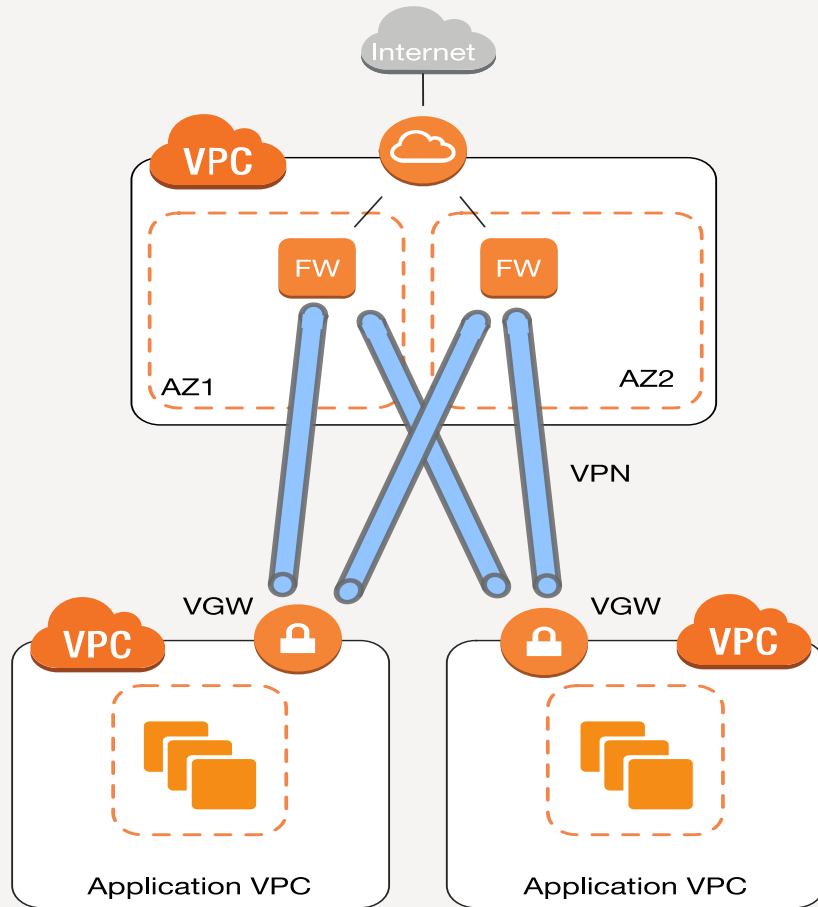 Internet
VPC
FW
FW
AZ1
AZ2
VPN
VGW
VGW
VPC
VPC
Application VPC
Application VPC